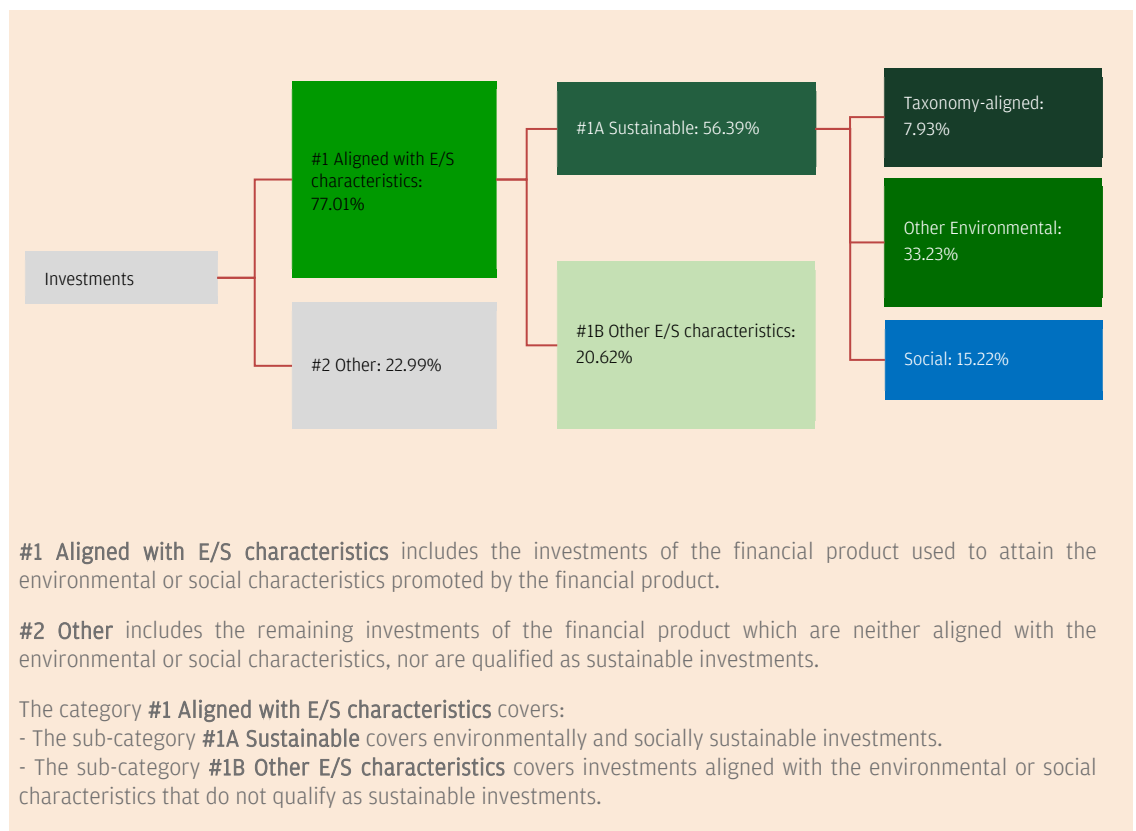 Investments
#1 Aligned with E/S
characteristics:
77.01%
#2 Other: 22.99%
#1A Sustainable: 56.39%
#1B Other E/S characteristics:
20.62%
Taxonomy-aligned:
7.93%
Other Environmental:
33.23%
Social: 15.22%
#1 Aligned with E/S characteristics includes the investments of the financial product used to attain the
environmental or social characteristics promoted by the financial product.
#2 Other includes the remaining investments of the financial product which are neither aligned with the
environmental or social characteristics, nor are qualified as sustainable investments.
The category #1 Aligned with E/S characteristics covers:
- The sub-category #1A Sustainable covers environmentally and socially sustainable investments.
- The sub-category #1B Other E/S characteristics covers investments aligned with the environmental or social
characteristics that do not qualify as sustainable investments.